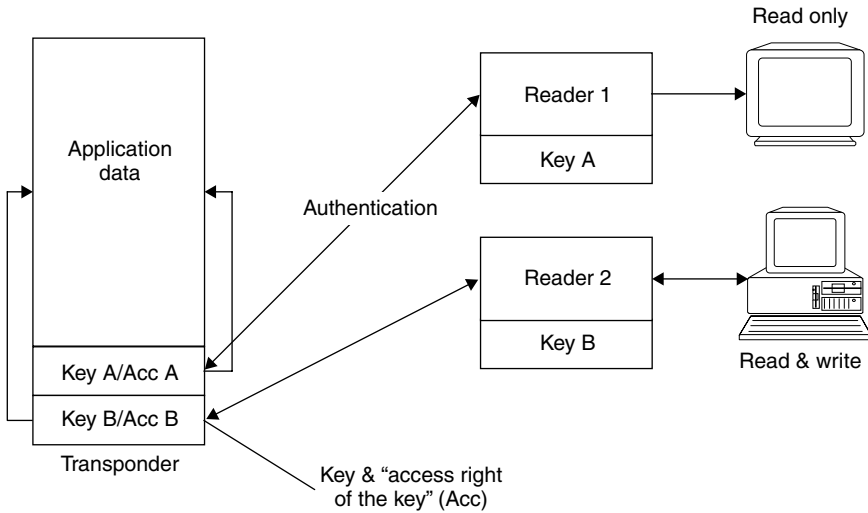 Read only
Reader 1
Key A
Application
data
Authentication
Reader 2
Key B
Read & write
Key A/Acc A
Key B/Acc B
Transponder
Key & “access right
of the key” (Acc)